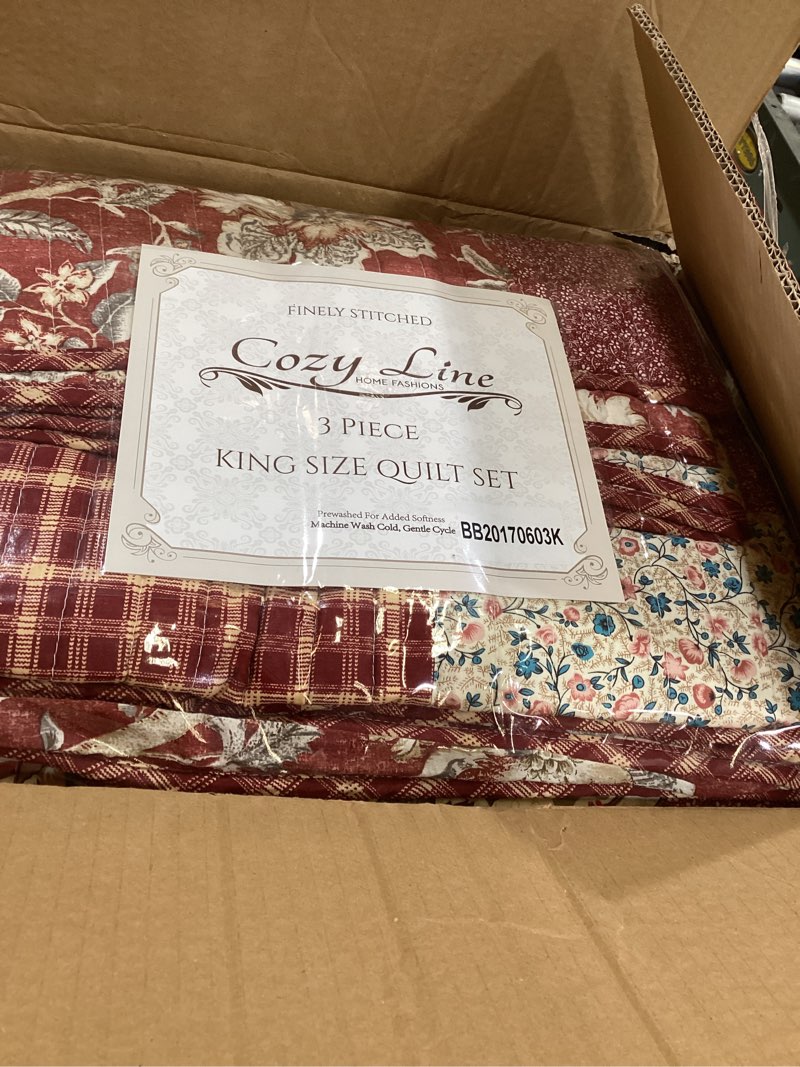 FINELY STITCHED
Cozy Line
HOME FASHIONS
3 PIECE
KING SIZE QUILT SET
Prewashed For Added Softness
Machine Wash Cold, Gentle Cycle BB20170603K